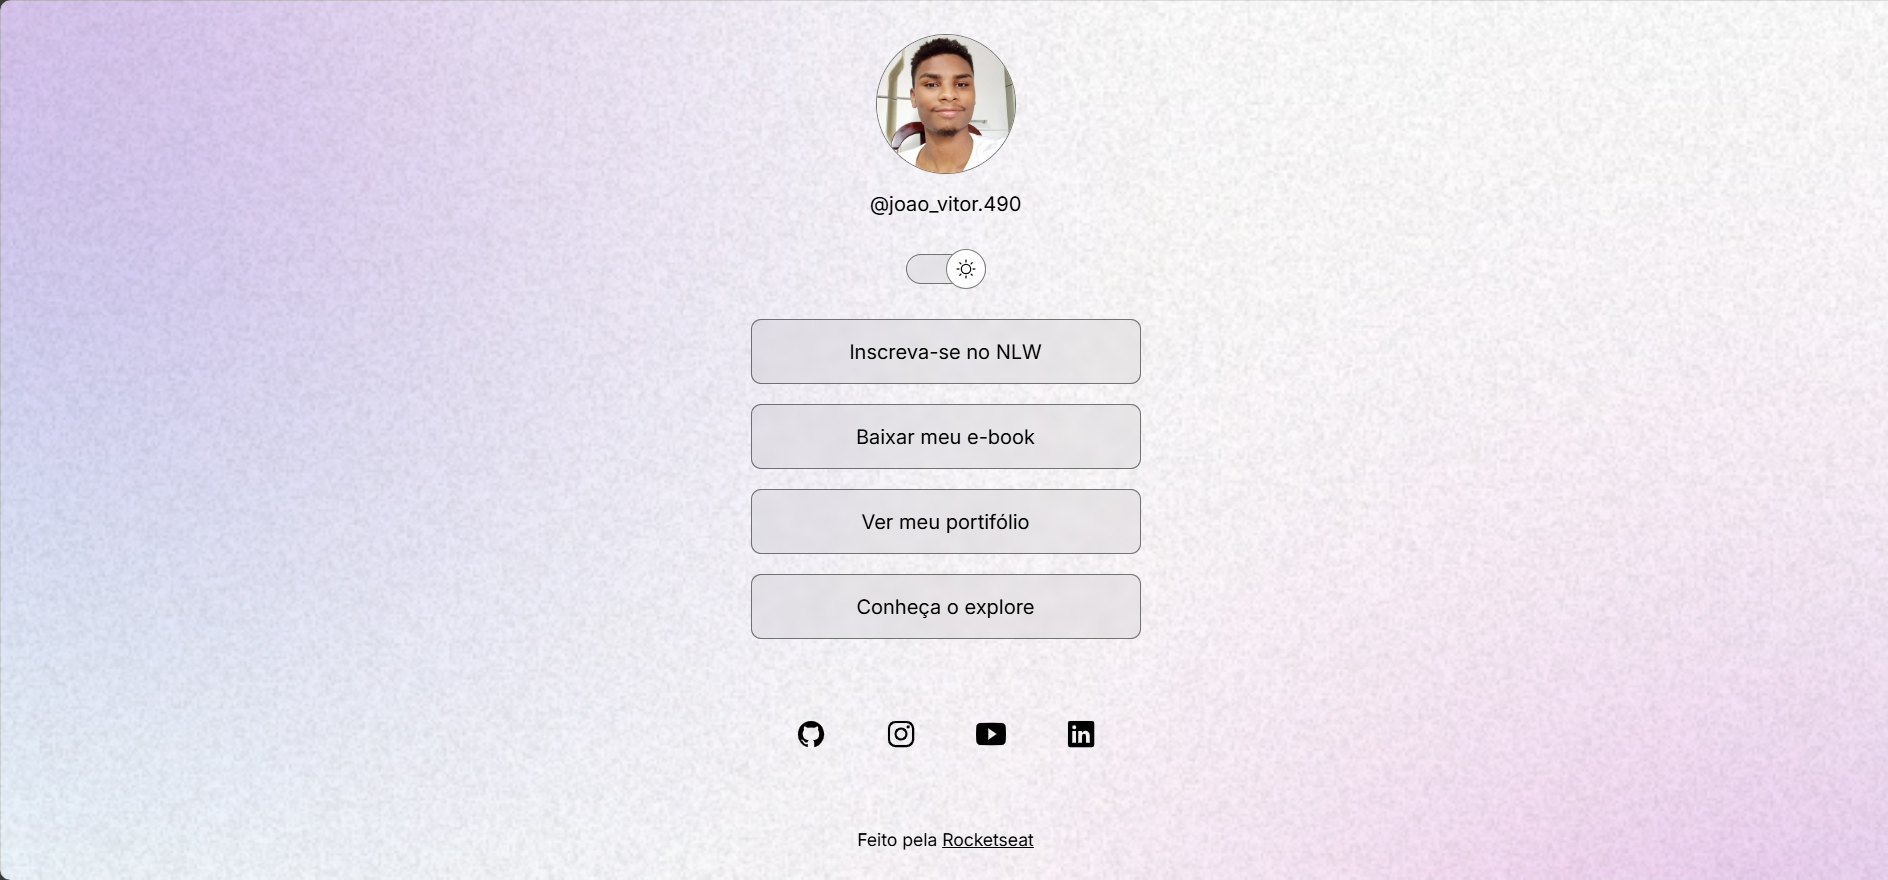 @joao_vitor.490
Inscreva-se no NLW
Baixar meu e-book
Ver meu portifólio
Conheça o explore
Feito pela Rocketseat